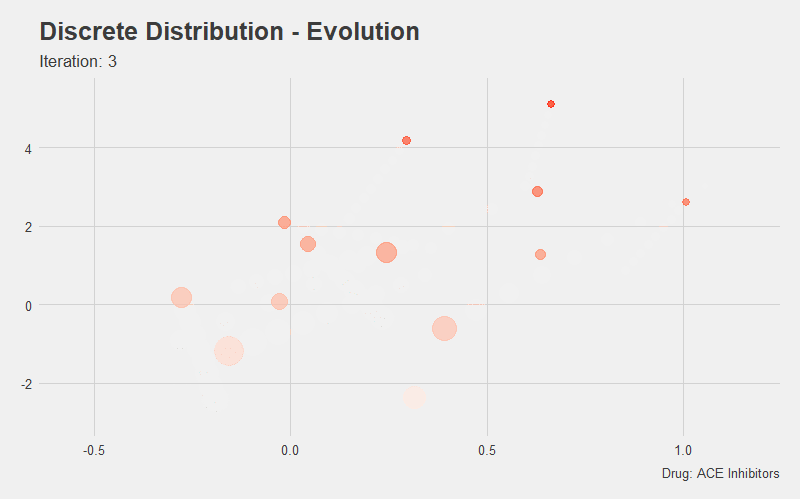 Discrete Distribution - Evolution
Iteration: 3
4
2
0
-2
-0.5 0.0 0.5 1.0
Drug: ACE Inhibitors